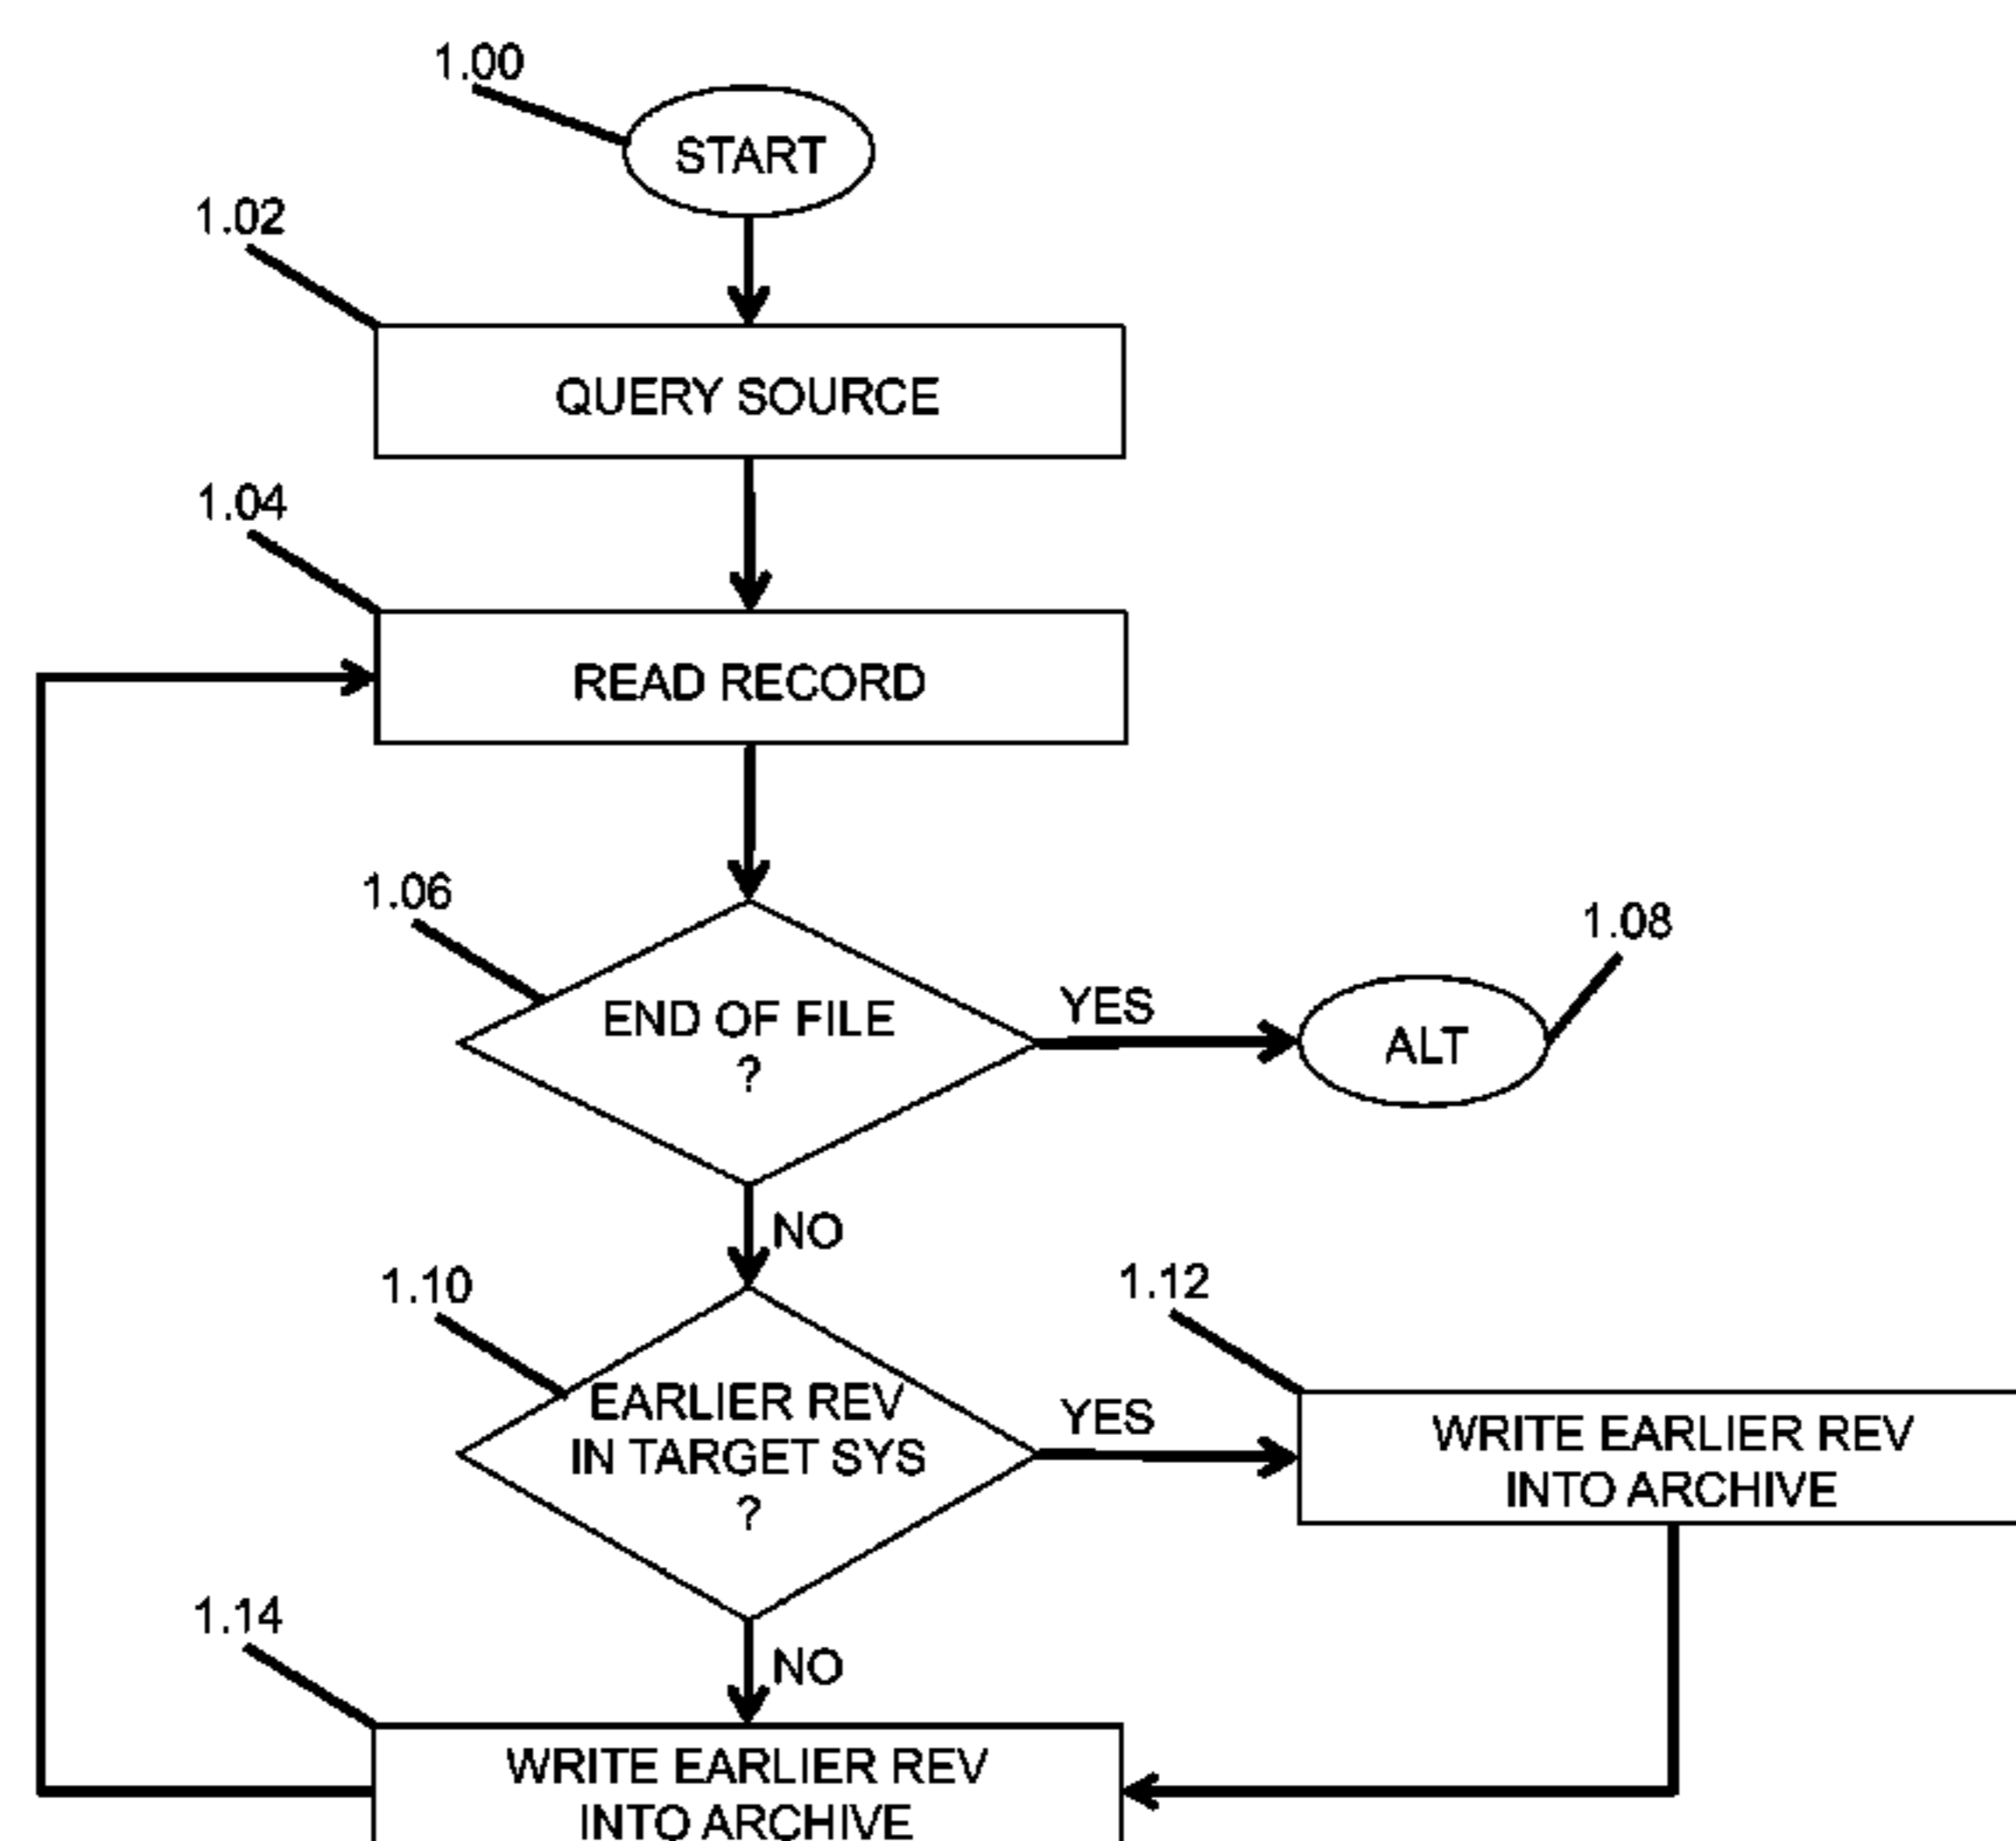 1.00
START
1.02
QUERY SOURCE
1.04
READ RECORD
1.06
END OF FILE
?
YES
1.08
ALT
NO
1.10
EARLIER REV
IN TARGET SYS
?
YES
1.12
WRITE EARLIER REV
INTO ARCHIVE
NO
1.14
WRITE EARLIER REV
INTO ARCHIVE